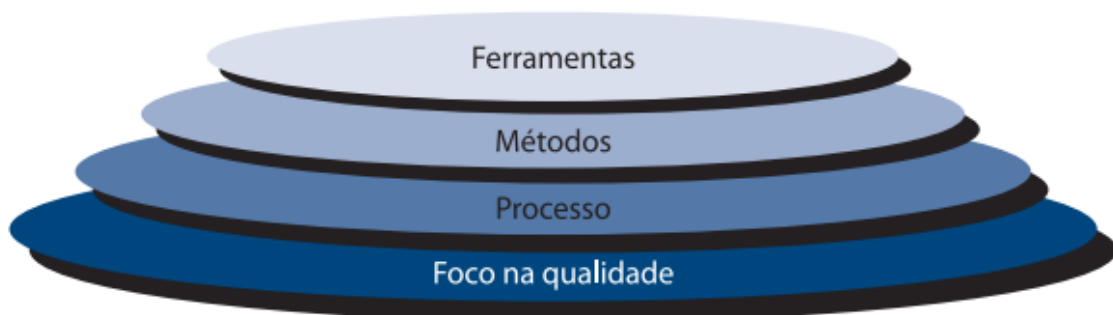 Ferramentas
Métodos
Processo
Foco na qualidade